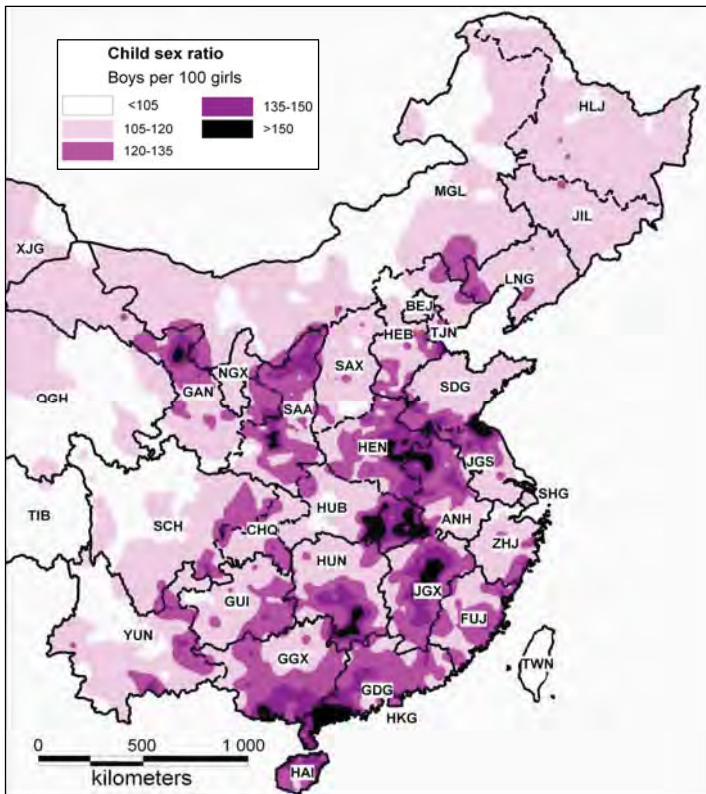 Child sex ratio
Boys per 100 girls
<105 135-150
105-120 >150
120-135
HLJ
MGL
JIL
XJG
LNG
BEJ
HEB TJN
SAX
NGX
SDG
GAN
QGH
SAA
HEN
JGS
SHG
TIB
HUB
SCH
ANH
CHQ
ZHJ
HUN
JGX
GUI
FUJ
YUN
GGX
TWN
GDG
HKG
0 500 1 000
kilometers
HAI